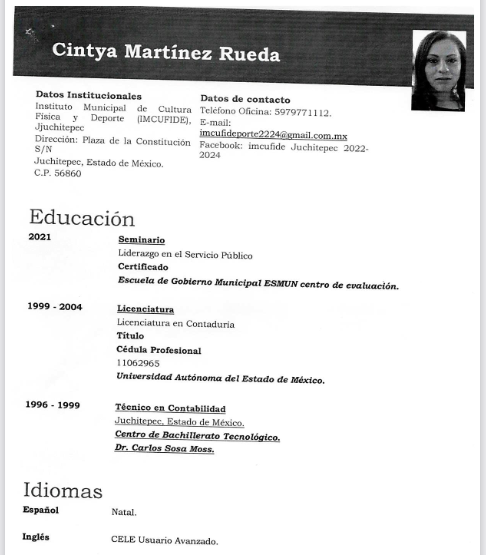 Cintya Martínez Rueda
Datos Institucionales
Instituto Municipal de Cultura
Física y Deporte (IMCUFIDE),
Jjuchitepec
Dirección: Plaza de la Constitución
S/N
Juchitepec, Estado de México.
C.P. 56860
Datos de contacto
Teléfono Oficina: 5979771112.
E-mail:
imcufideporte2224@gmail.com.mx
Facebook: imcufide Juchitepec 2022-
2024
Educación
2021
Seminario
Liderazgo en el Servicio Público
Certificado
Escuela de Gobierno Municipal ESMUN centro de evaluación.
1999 - 2004
Licenciatura
Licenciatura en Contaduría
Título
Cédula Profesional
11062965
Universidad Autónoma del Estado de México.
1996 - 1999
Técnico en Contabilidad
Juchitepec, Estado de México.
Centro de Bachillerato Tecnológico.
Dr. Carlos Sosa Moss.
Idiomas
Español Natal.
Inglés CELE Usuario Avanzado.